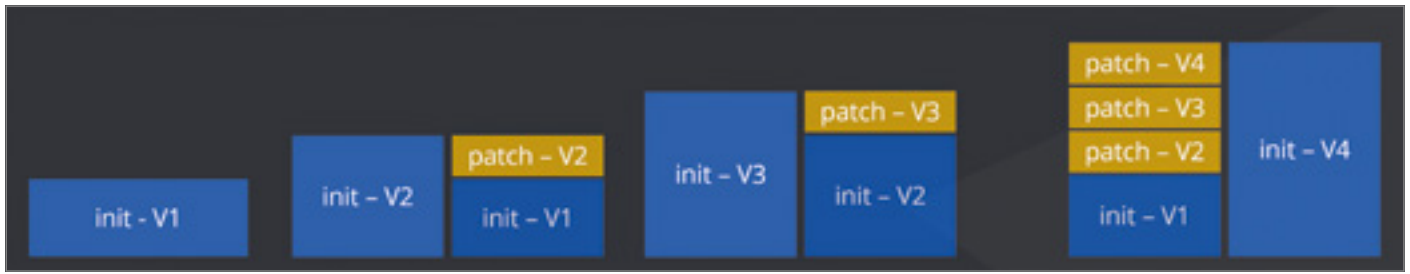 init - V1
init – V2
patch – V2
init – V1
init – V3
patch – V3
init – V2
patch – V4
patch – V3
patch – V2
init – V1
init – V4